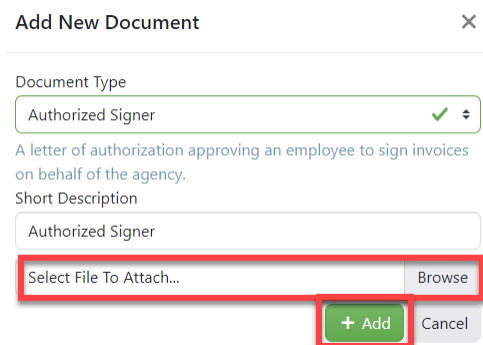 Add New Document
Document Type
Authorized Signer
A letter of authorization approving an employee to sign invoices
on behalf of the agency.
Short Description
Authorized Signer
Select File To Attach... Browse
+ Add Cancel